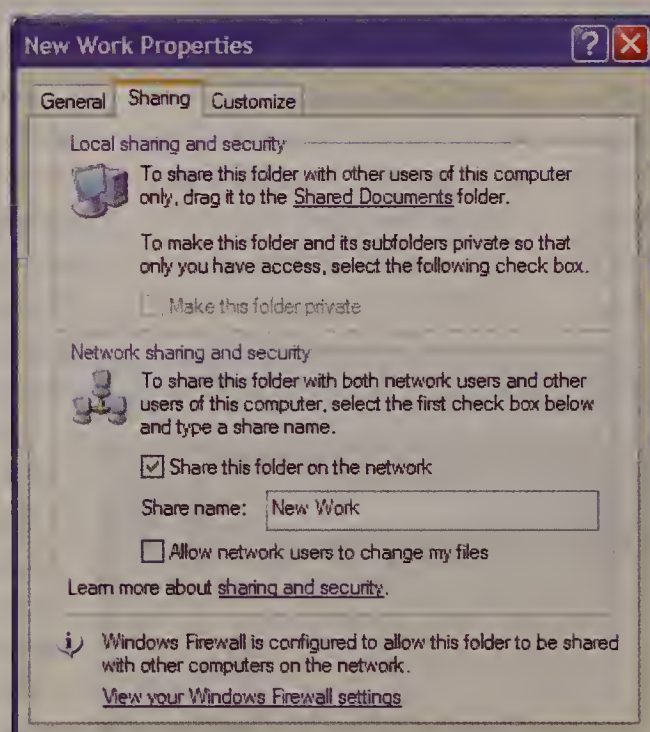 New Work Properties
General Sharing Customize
Local sharing and security
To share this folder with other users of this computer
only, drag it to the Shared Documents folder.
To make this folder and its subfolders private so that
only you have access, select the following check box.
Make this folder private
Network sharing and security
To share this folder with both network users and other
users of this computer, select the first check box below
and type a share name.
Share this folder on the network
Share name: New Work
Allow network users to change my files
Learn more about sharing and security.
Windows Firewall is configured to allow this folder to be shared
with other computers on the network.
View your Windows Firewall settings